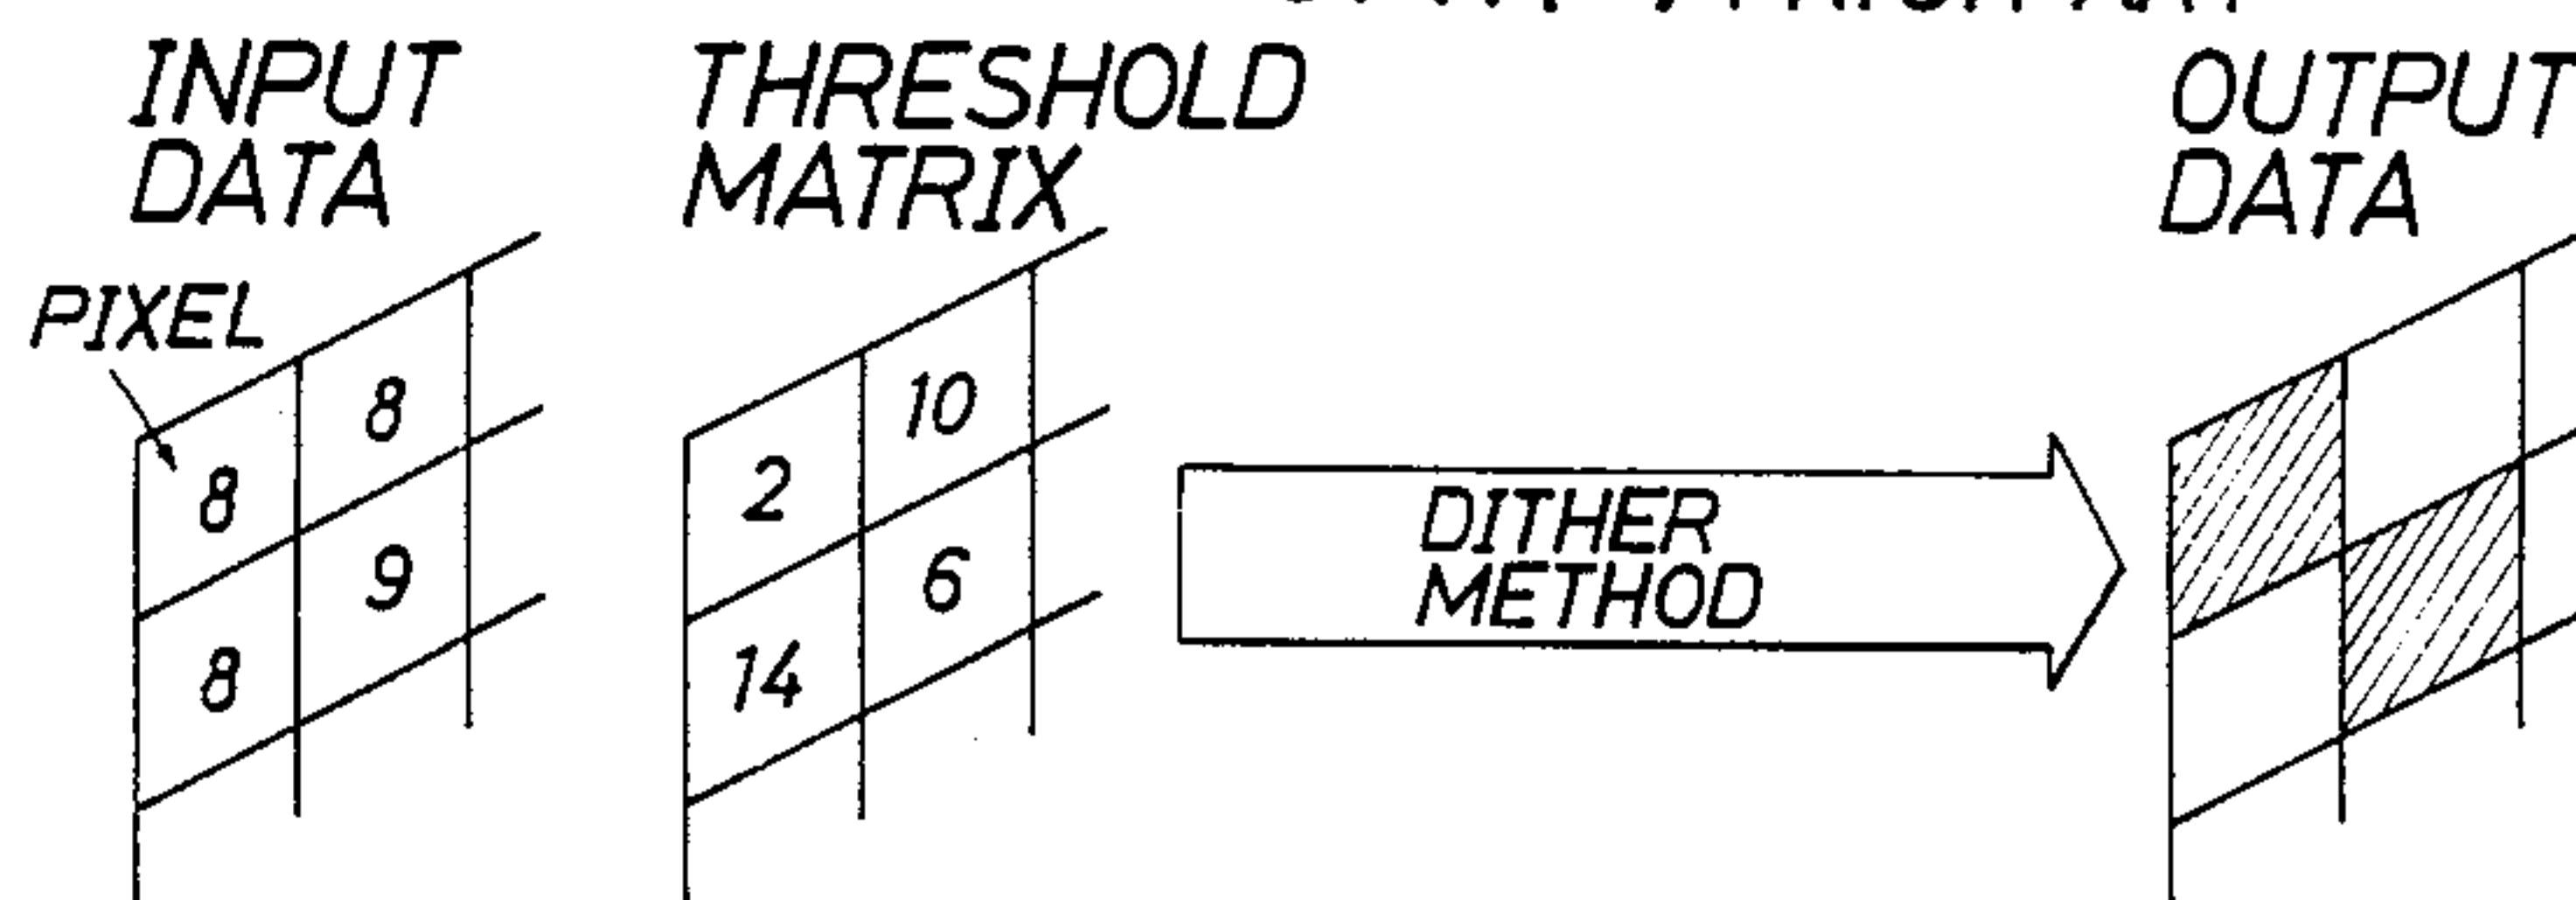 INPUT
DATA
THRESHOLD
MATRIX
OUTPUT
DATA
PIXEL
8
8
8
9
2
10
14
6
DITHER
METHOD